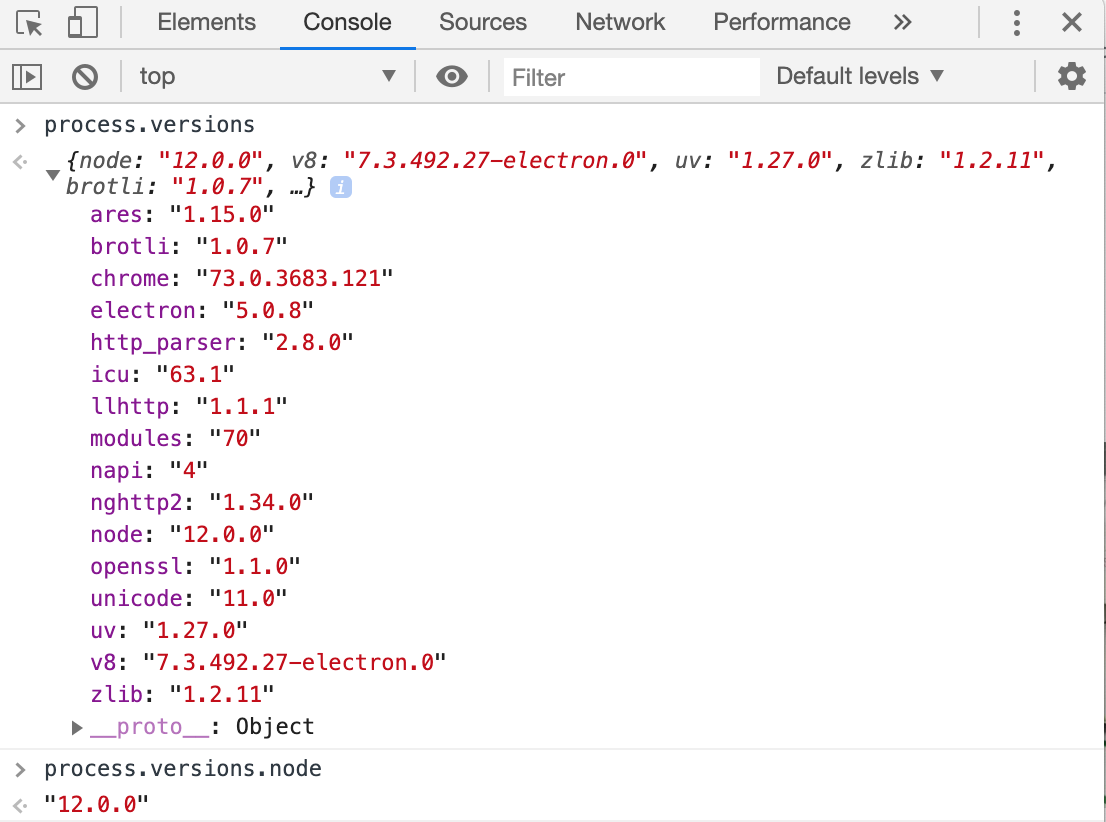 Elements Console Sources Network Performance »
top ▼ Filter Default levels ▼
> process.versions
{node: "12.0.0", v8: "7.3.492.27-electron.0", uv: "1.27.0", zlib: "1.2.11",
brotli: "1.0.7", …} i
ares: "1.15.0"
brotli: "1.0.7"
chrome: "73.0.3683.121"
electron: "5.0.8"
http_parser: "2.8.0"
icu: "63.1"
llhttp: "1.1.1"
modules: "70"
napi: "4"
nghttp2: "1.34.0"
node: "12.0.0"
openssl: "1.1.0"
unicode: "11.0"
uv: "1.27.0"
v8: "7.3.492.27-electron.0"
zlib: "1.2.11"
__proto__: Object
> process.versions.node
"12.0.0"